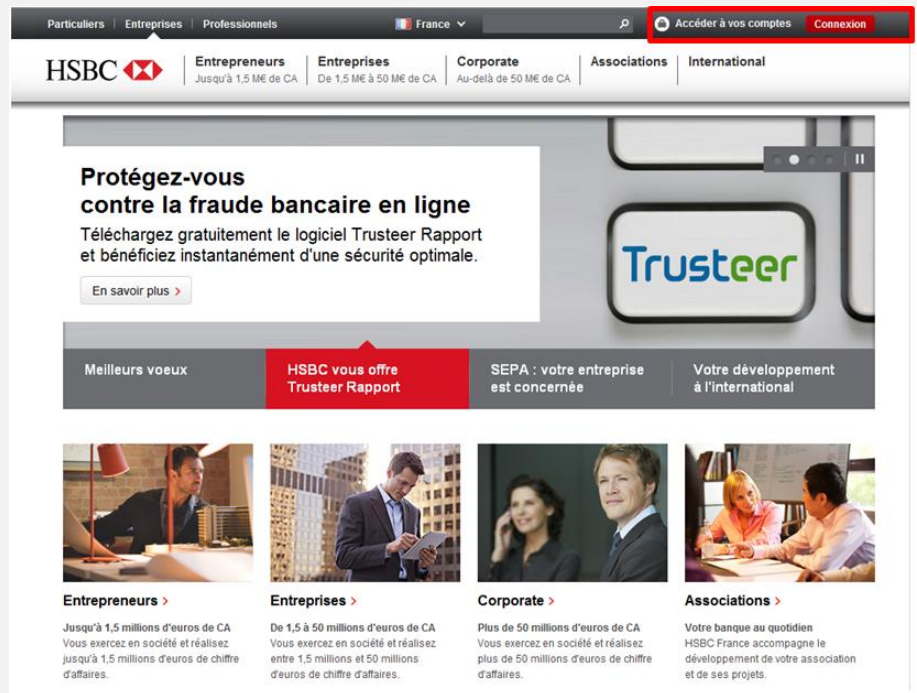 Particuliers | Entreprises | Professionnels
France
Accéder à vos comptes
Connexion
HSBC
Entrepreneurs
Jusqu'à 1,5 M€ de CA
Entreprises
De 1,5 M€ à 50 M€ de CA
Corporate
Au-delà de 50 M€ de CA
Associations
International
Protégez-vous
contre la fraude bancaire en ligne
Téléchargez gratuitement le logiciel Trusteer Rapport
et bénéficiez instantanément d'une sécurité optimale.
En savoir plus >
Trusteer
Meilleurs voeux
HSBC vous offre
Trusteer Rapport
SEPA : votre entreprise
est concernée
Votre développement
à l'international
Entrepreneurs >
Jusqu'à 1,5 millions d'euros de CA
Vous exercez en société et réalisez
jusqu'à 1,5 millions d'euros de chiffre
d'affaires.
Entreprises >
De 1,5 à 50 millions d'euros de CA
Vous exercez en société et réalisez
entre 1,5 millions et 50 millions
d'euros de chiffre d'affaires.
Corporate >
Plus de 50 millions d'euros de CA
Vous exercez en société et réalisez
plus de 50 millions d'euros de chiffre
d'affaires.
Associations >
Votre banque au quotidien
HSBC France accompagne le
développement de votre association
et de ses projets.